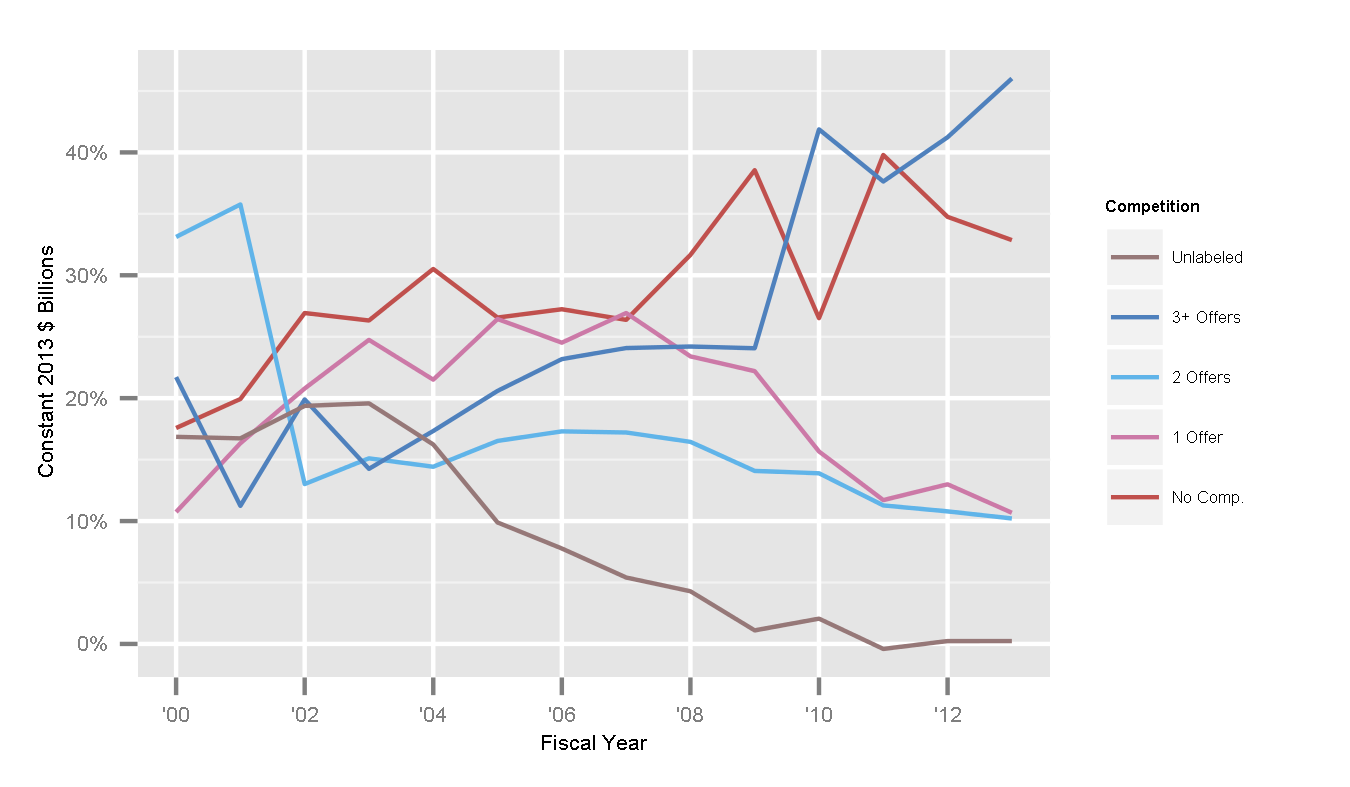 40%
30%
20%
10%
0%
Constant 2013 $ Billions
'00 '02 '04 '06 '08 '10 '12
Fiscal Year
Competition
Unlabeled
3+ Offers
2 Offers
1 Offer
No Comp.